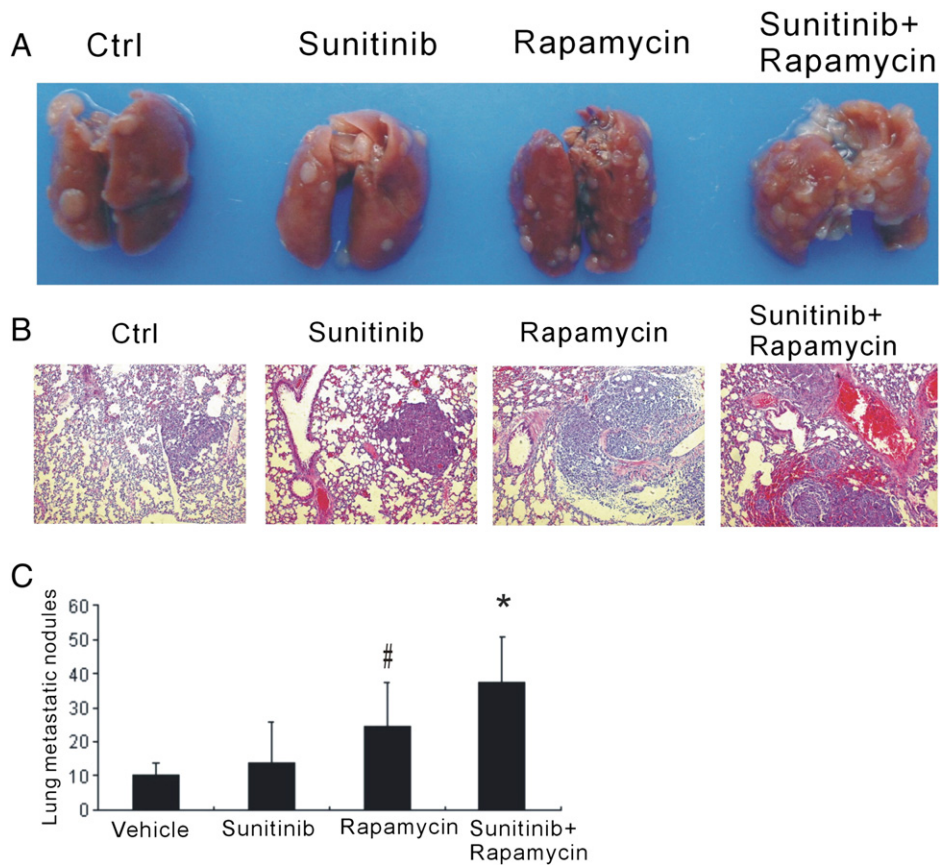 A
Ctrl
Sunitinib
Rapamycin
Sunitinib+
Rapamycin
B
Ctrl
Sunitinib
Rapamycin
Sunitinib+
Rapamycin
C
Lung metastatic nodules
60
50
40
30
20
10
0
#
*
Vehicle
Sunitinib
Rapamycin
Sunitinib+
Rapamycin